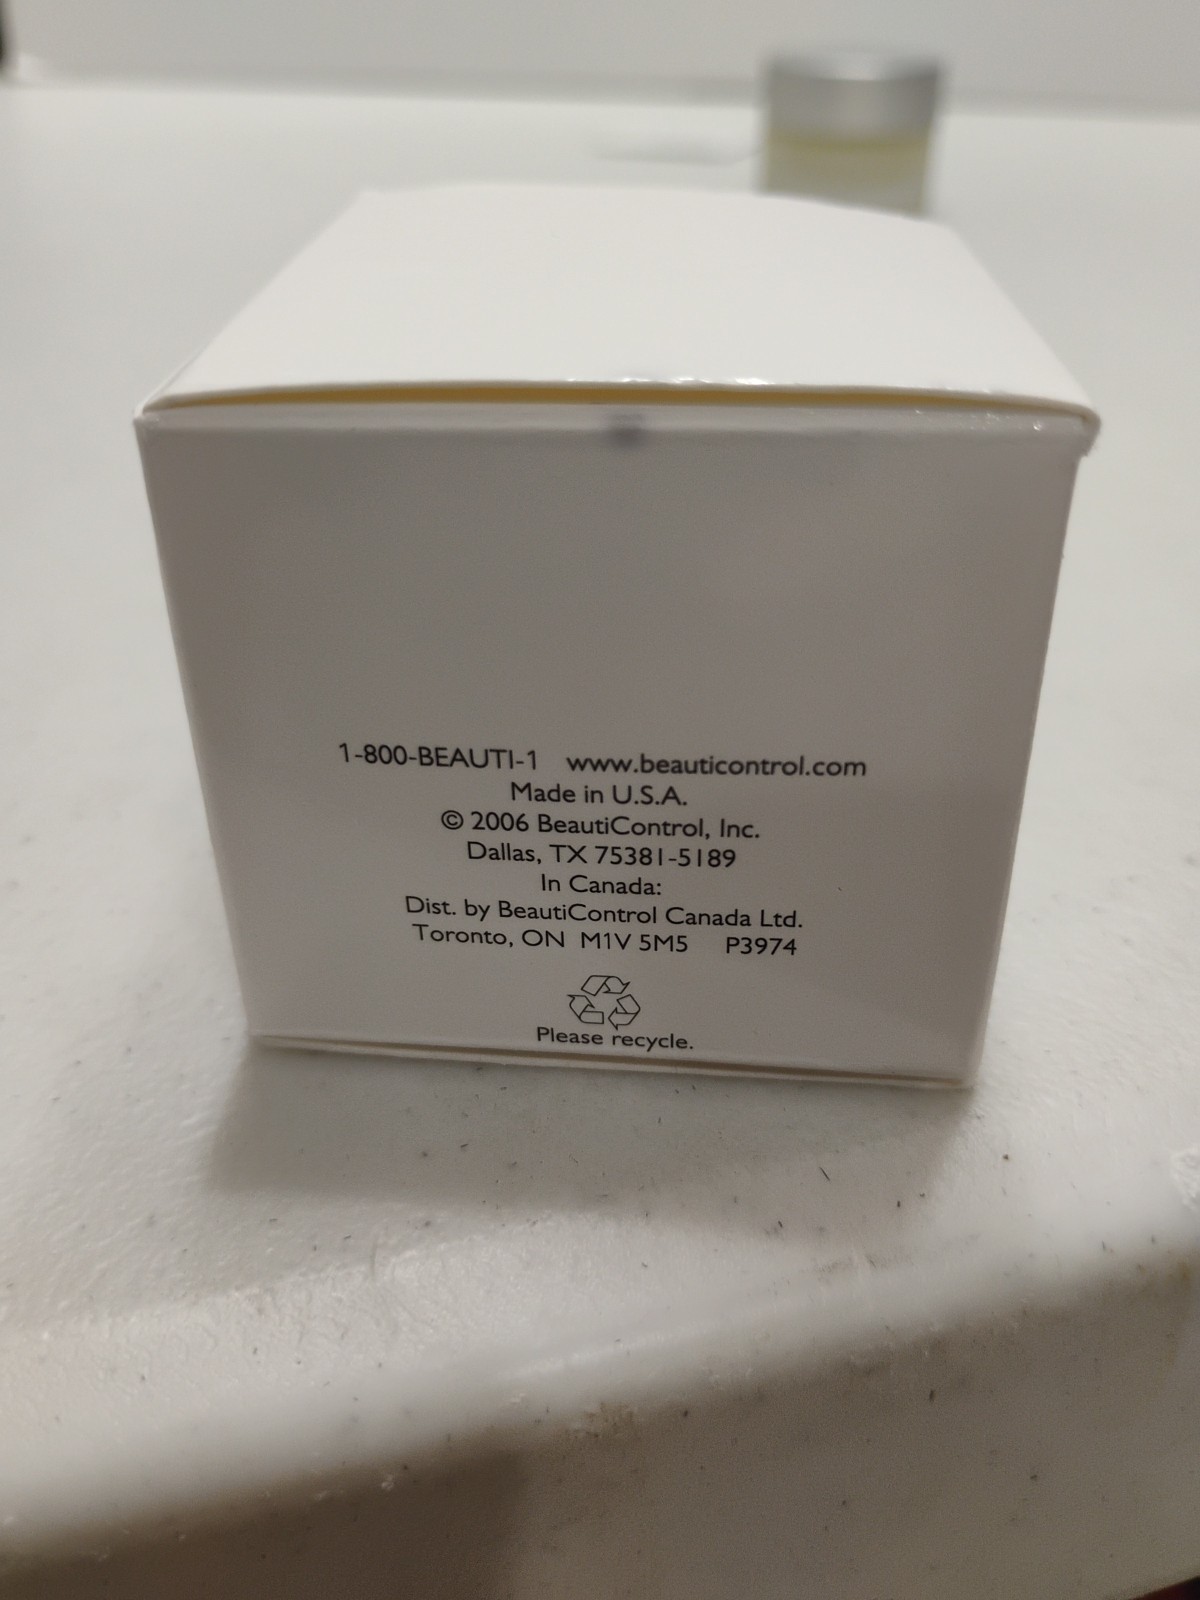 1-800-BEAUTI-1 www.beauticontrol.com
Made in U.S.A.
© 2006 BeautiControl, Inc.
Dallas, TX 75381-5189
In Canada:
Dist. by BeautiControl Canada Ltd.
Toronto, ON M1V 5M5 P3974
Please recycle.